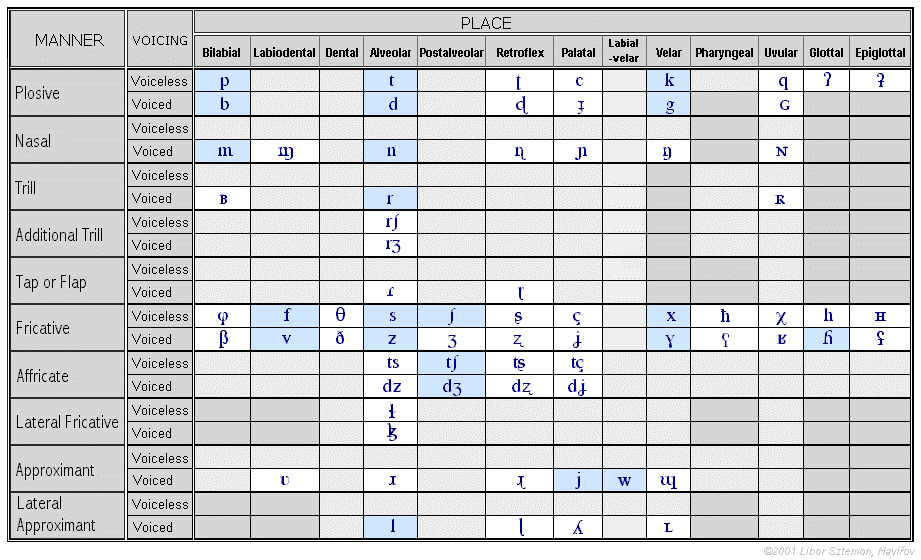 PLACE
MANNER VOICING
Bilabial Labiodental Dental Alveolar Postalveolar Retroflex Palatal Labial-velar Velar Pharyngeal Uvular Glottal Epiglottal
Plosive
Voiceless p t ʈ c k q ʔ ʡ
Voiced b d ɖ ɟ g ɢ
Nasal
Voiceless
Voiced m ɱ n ɳ ɲ ŋ ɴ
Trill
Voiceless
Voiced ʙ r ʀ
Additional Trill
Voiceless rʃ
Voiced rʒ
Tap or Flap
Voiceless
Voiced ɾ ɽ
Fricative
Voiceless φ f θ s ʃ ʂ ç x ħ χ h ʜ
Voiced β v ð z ʒ ʐ ʝ ɣ ʕ ʁ ɦ ʢ
Affricate
Voiceless ts tʃ tʂ tç
Voiced dz dʒ dʐ dʝ
Lateral Fricative
Voiceless ɬ
Voiced ɮ
Approximant
Voiceless
Voiced ʋ ɹ ɻ j w ɰ
Lateral
Approximant
Voiceless
Voiced l ɭ ʎ ʟ
©2001 Libor Sztemon, Havířov